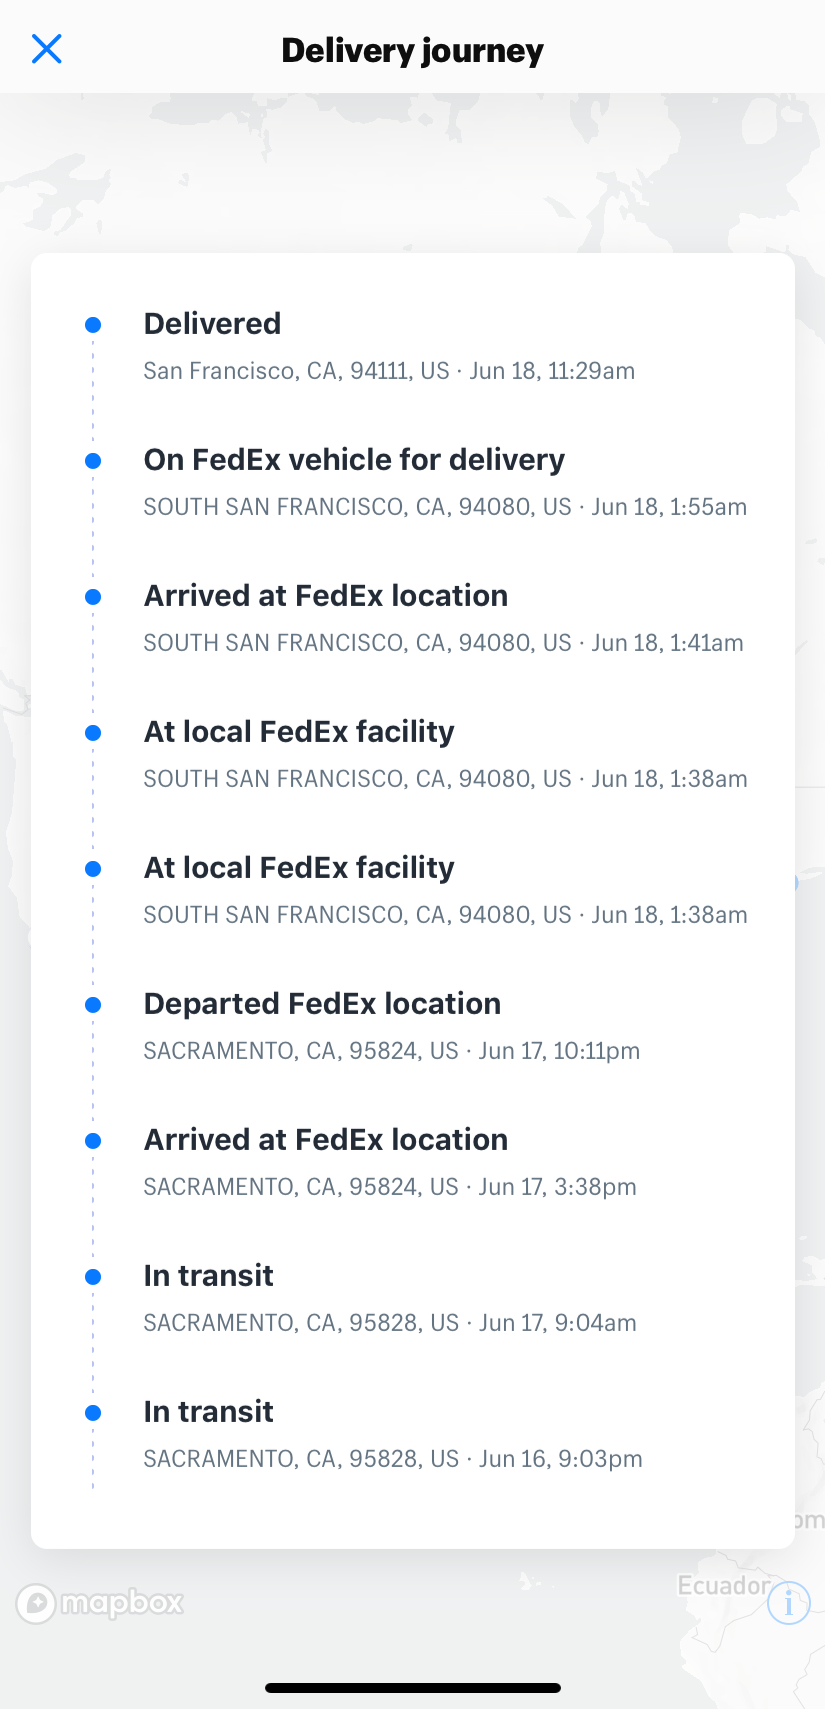 Delivery journey
Delivered
San Francisco, CA, 94111, US · Jun 18, 11:29am
On FedEx vehicle for delivery
SOUTH SAN FRANCISCO, CA, 94080, US · Jun 18, 1:55am
Arrived at FedEx location
SOUTH SAN FRANCISCO, CA, 94080, US · Jun 18, 1:41am
At local FedEx facility
SOUTH SAN FRANCISCO, CA, 94080, US · Jun 18, 1:38am
At local FedEx facility
SOUTH SAN FRANCISCO, CA, 94080, US · Jun 18, 1:38am
Departed FedEx location
SACRAMENTO, CA, 95824, US · Jun 17, 10:11pm
Arrived at FedEx location
SACRAMENTO, CA, 95824, US · Jun 17, 3:38pm
In transit
SACRAMENTO, CA, 95828, US · Jun 17, 9:04am
In transit
SACRAMENTO, CA, 95828, US · Jun 16, 9:03pm
Ecuador
mapbox
i